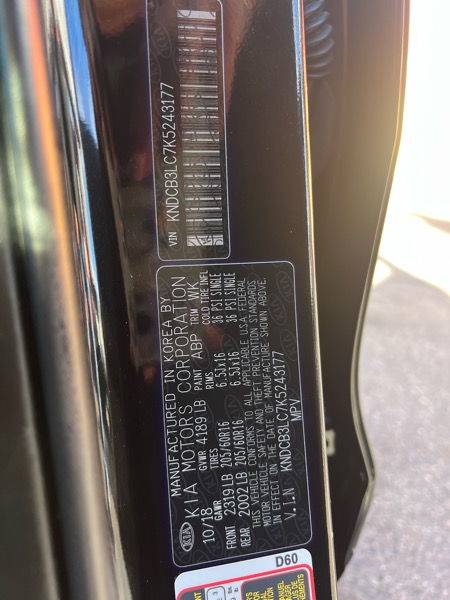 VIN KNDCB3LC7K5243177
KIA
MANUFACTURED IN KOREA BY
KIA MOTORS CORPORATION
10/18 GVWR 4189 LB PAINT ABP TRIM WK
GAWR TIRES RIMS COLD TIRE INFL
FRONT 2319 LB 205/60R16 6.5Jx16 36 PSI SINGLE
REAR 2002 LB 205/60R16 6.5Jx16 36 PSI SINGLE
THIS VEHICLE CONFORMS TO ALL APPLICABLE U.S.A. FEDERAL
MOTOR VEHICLE SAFETY AND THEFT PREVENTION STANDARDS
IN EFFECT ON THE DATE OF MANUFACTURE SHOWN ABOVE.
V.I.N KNDCB3LC7K5243177
MPV
D60